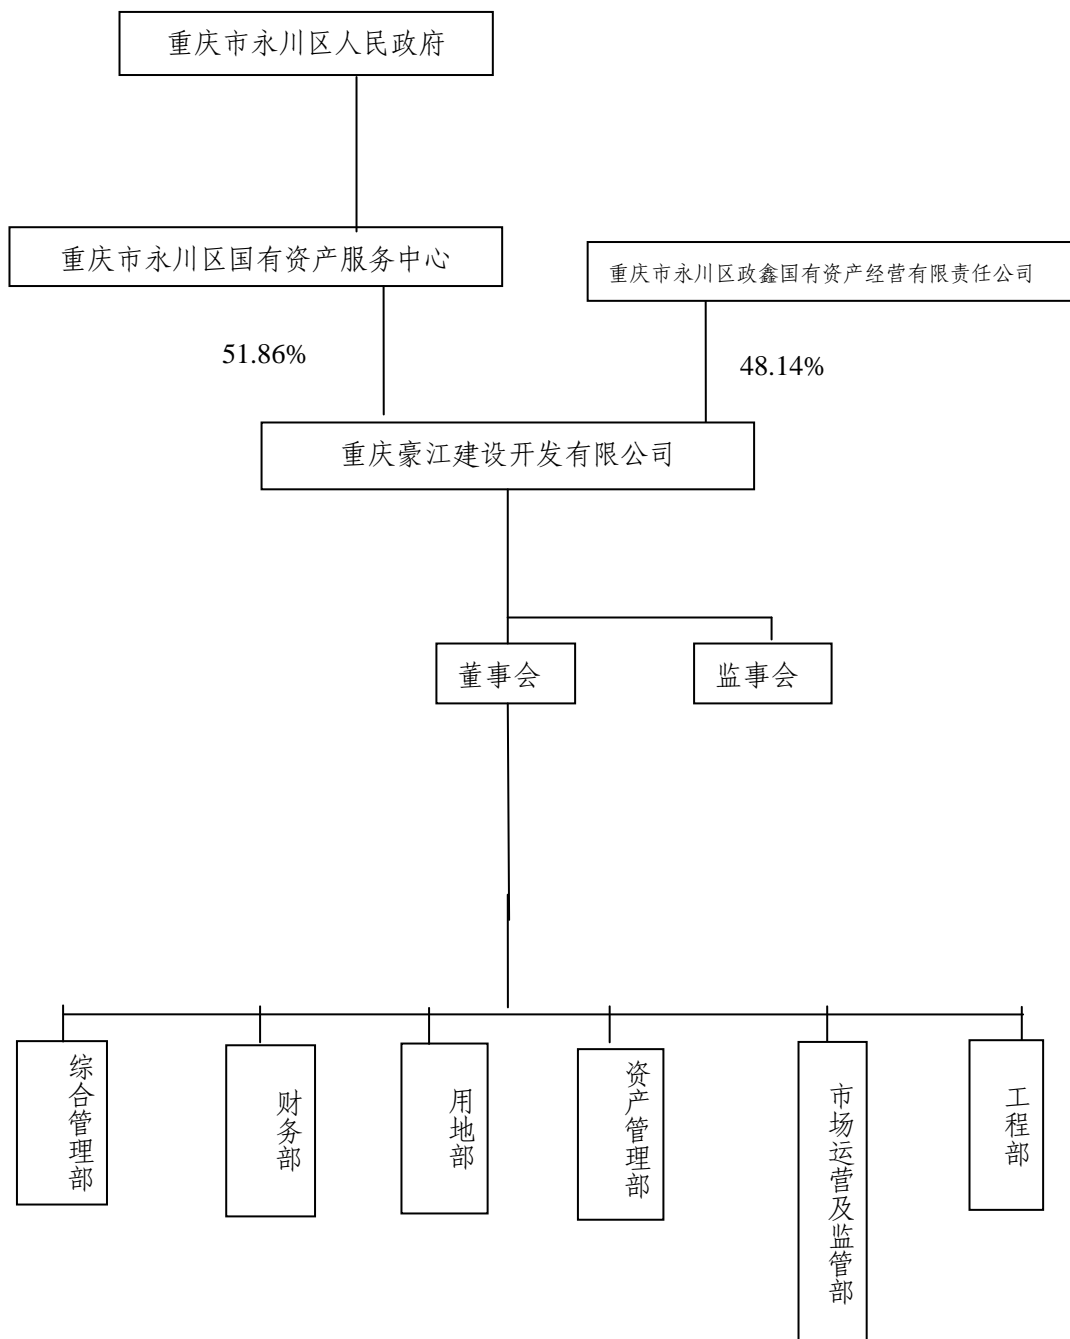 重庆市永川区人民政府
重庆市永川区国有资产服务中心
重庆市永川区政鑫国有资产经营有限责任公司
51.86%
48.14%
重庆豪江建设开发有限公司
董事会
监事会
综合管理部
财务部
用地部
资产管理部
市场运营及监管部
工程部